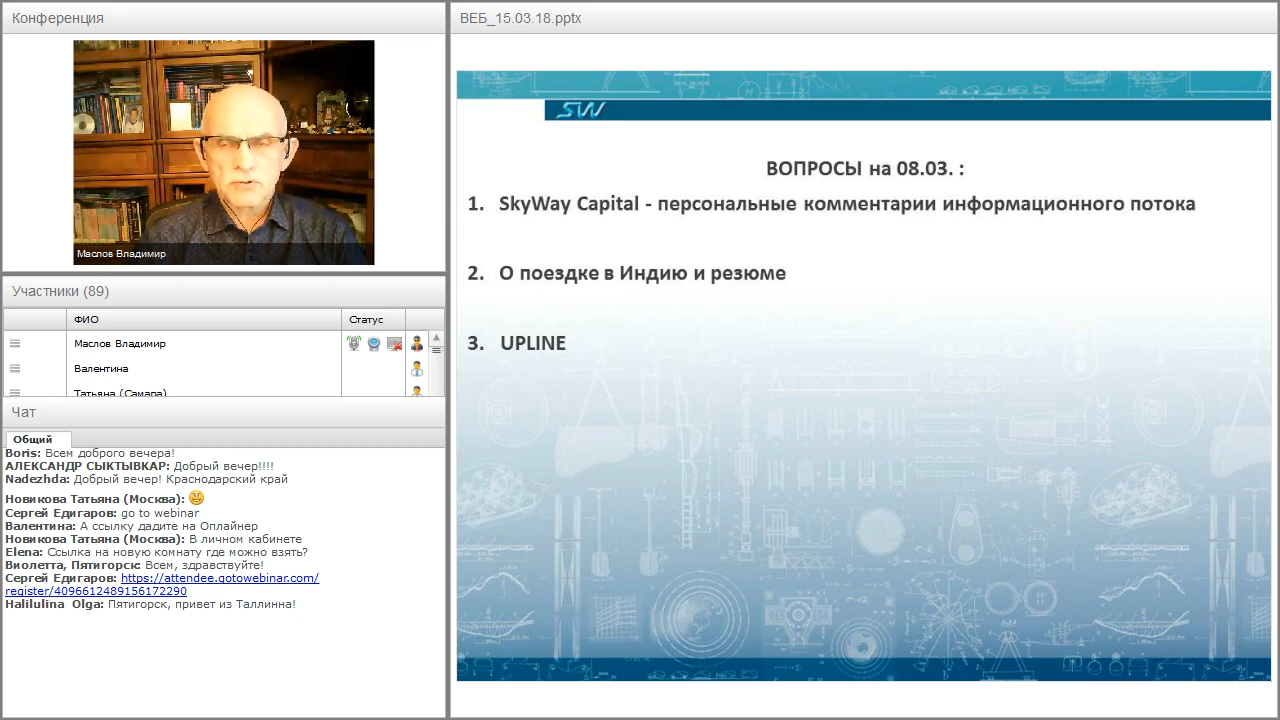 Конференция
Маслов Владимир
Участники (89)
ФИО
Статус
Маслов Владимир
Валентина
Татьяна (Самара)
Чат
Общий
Boris: Всем доброго вечера!
АЛЕКСАНДР СЫКТЫВКАР: Добрый вечер!!!!
Nadezhda: Добрый вечер! Краснодарский край
Новикова Татьяна (Москва):
Сергей Едигаров: go to webinar
Валентина: А ссылку дадите на Оплайнер
Новикова Татьяна (Москва): В личном кабинете
Elena: Ссылка на новую комнату где можно взять?
Виолетта, Пятигорск: Всем, здравствуйте!
Сергей Едигаров: https://attendee.gotowebinar.com/
register/4096612489156172290
Halilulina Olga: Пятигорск, привет из Таллинна!
ВЕБ_15.03.18.pptx
SW
ВОПРОСЫ на 08.03. :
1. SkyWay Capital - персональные комментарии информационного потока
2. О поездке в Индию и резюме
3. UPLINE